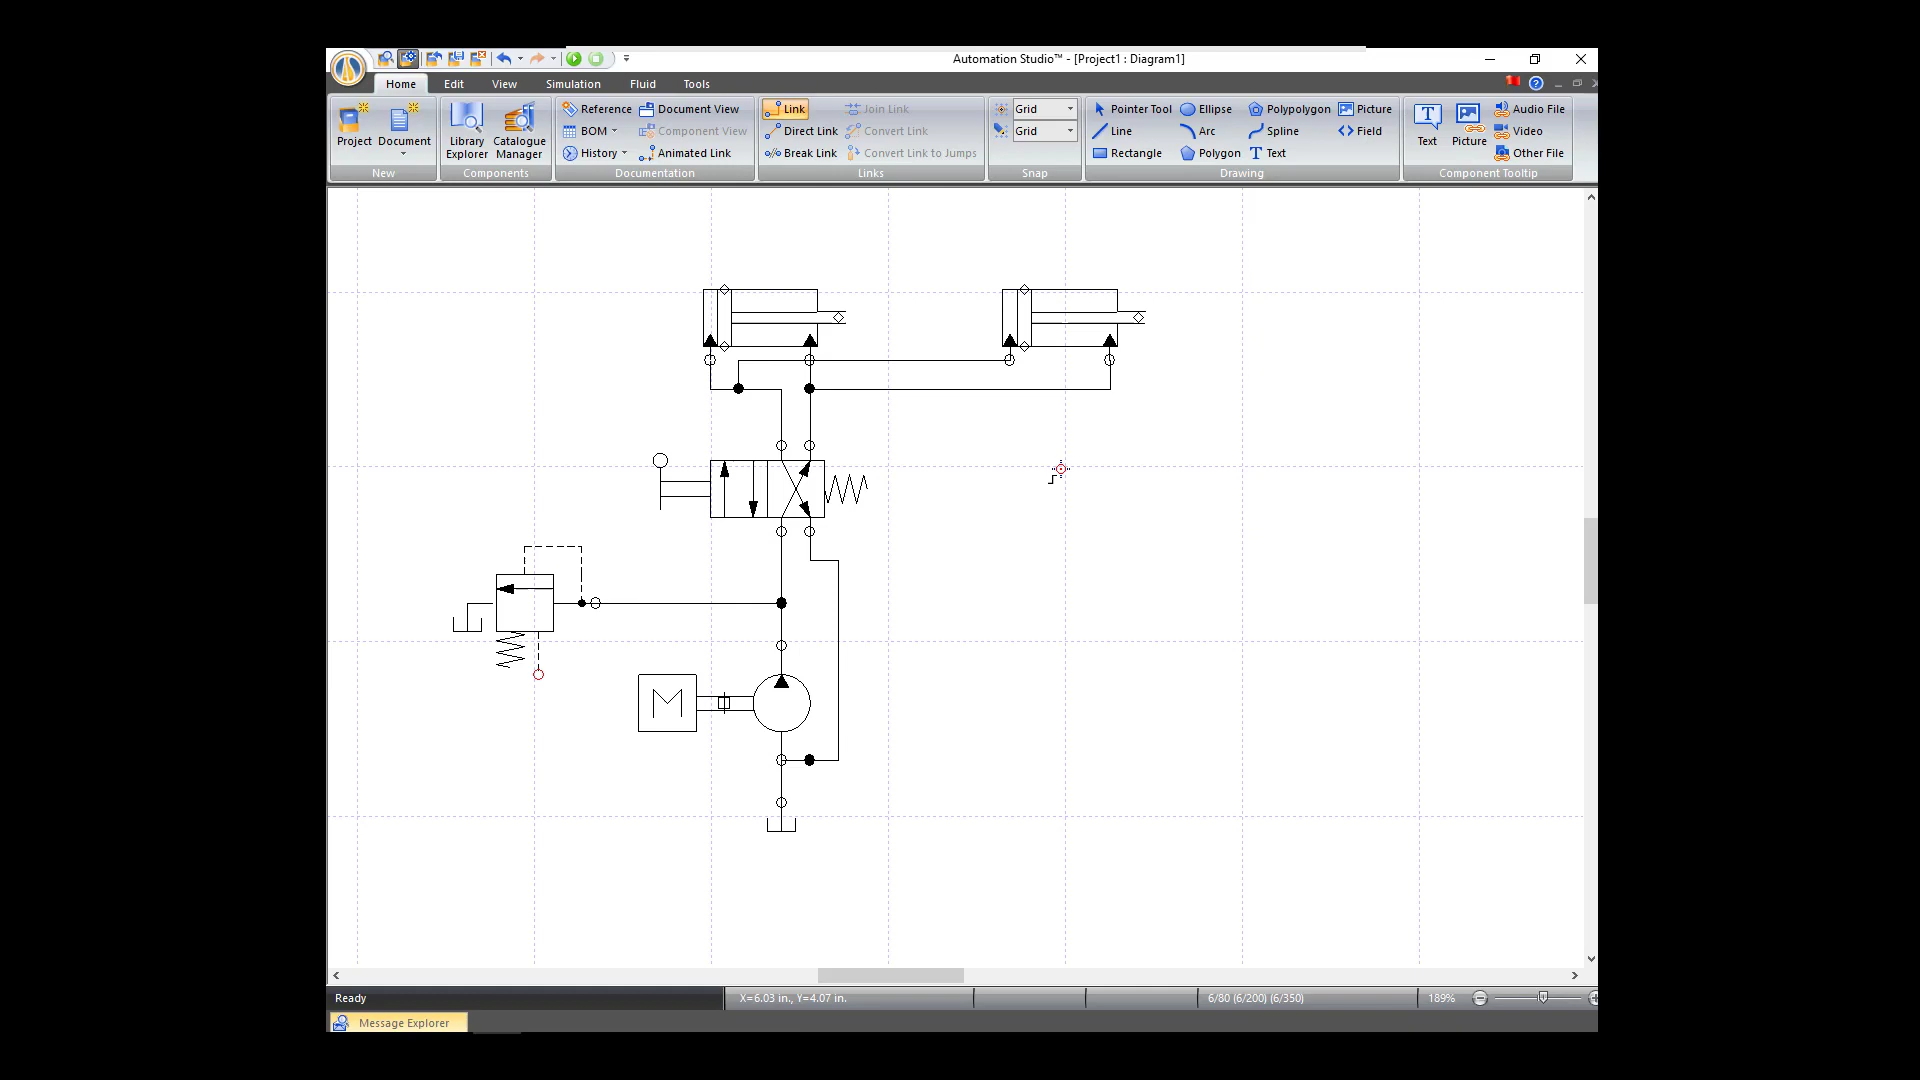 Automation Studio™ - [Project1 : Diagram1]
Home Edit View Simulation Fluid Tools
Reference Document View Link Join Link Grid Pointer Tool Ellipse Polypolygon Picture Audio File
BOM Component View Direct Link Convert Link Grid Line Arc Spline Field Video
Project Document Library Explorer Catalogue Manager Text Picture
History Animated Link Break Link Convert Link to Jumps Rectangle Polygon Text Other File
New Components Documentation Links Snap Drawing Component Tooltip
M
Ready X=6.03 in., Y=4.07 in. 6/80 (6/200) (6/350) 189%
Message Explorer